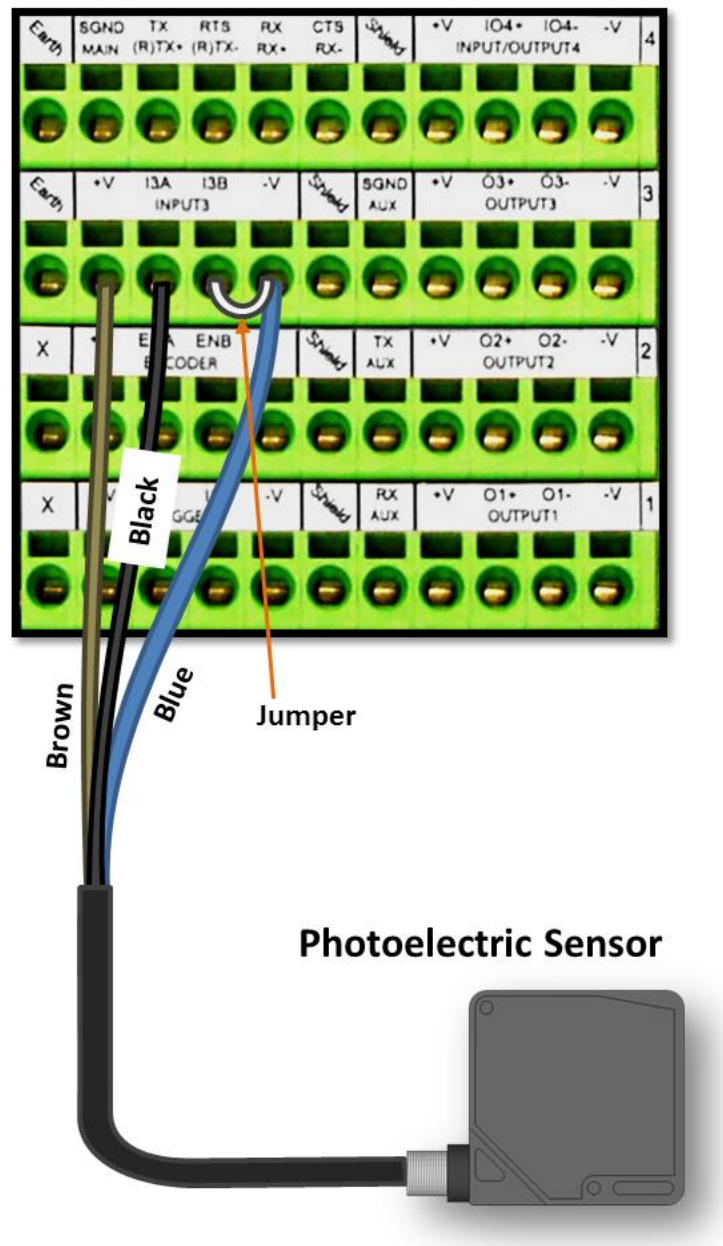 Earth SGND TX RTS RX CTS Shield +V IO4+ IO4- -V 4
MAIN (R)TX+ (R)TX- RX+ RX- INPUT/OUTPUT4
Earth +V I3A I3B -V Shield SGND +V O3+ O3- -V 3
INPUT3 AUX OUTPUT3
X ENB Shield TX +V O2+ O2- -V 2
CODER AUX OUTPUT2
X -V Shield RX +V O1+ O1- -V 1
AUX OUTPUT1
Black
Brown
Blue
Jumper
Photoelectric Sensor